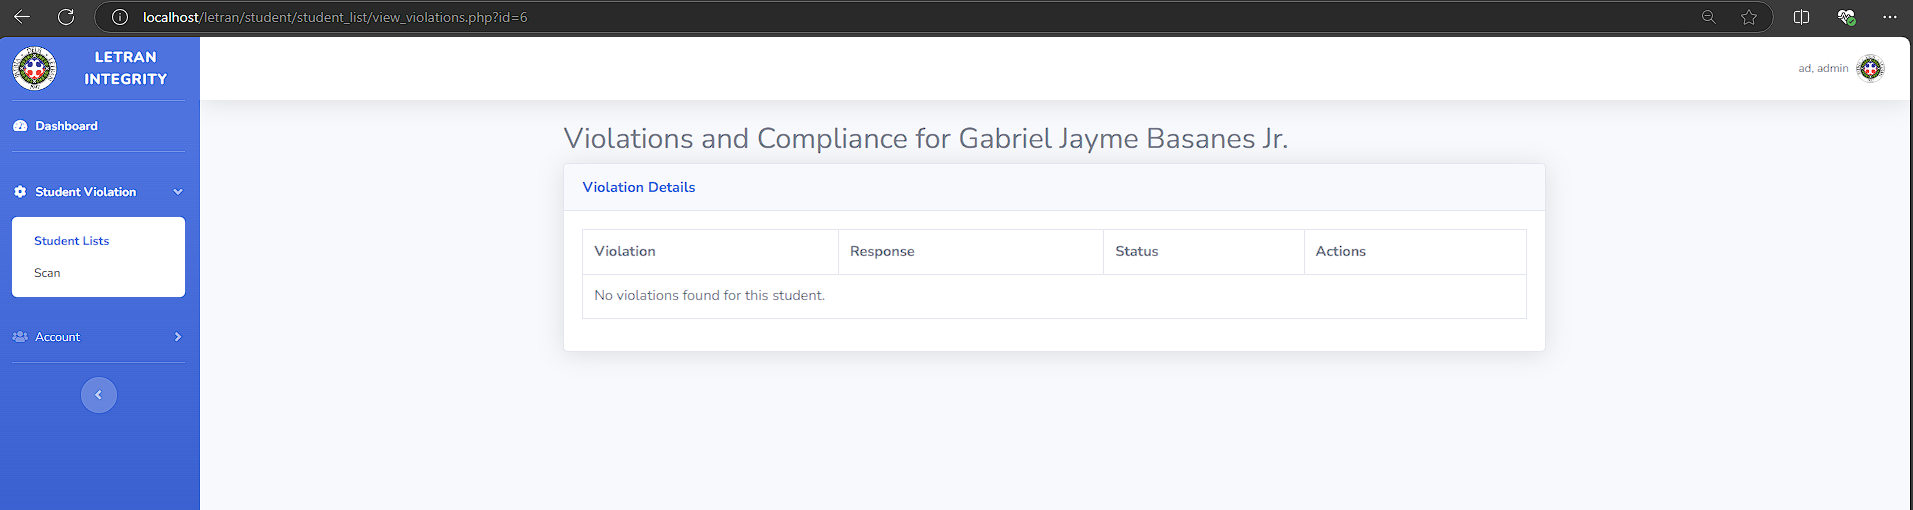 localhost/letran/student/student_list/view_violations.php?id=6
LETRAN
INTEGRITY
ad, admin
Dashboard
Student Violation
Student Lists
Scan
Account
Violations and Compliance for Gabriel Jayme Basanes Jr.
Violation Details
Violation Response Status Actions
No violations found for this student.